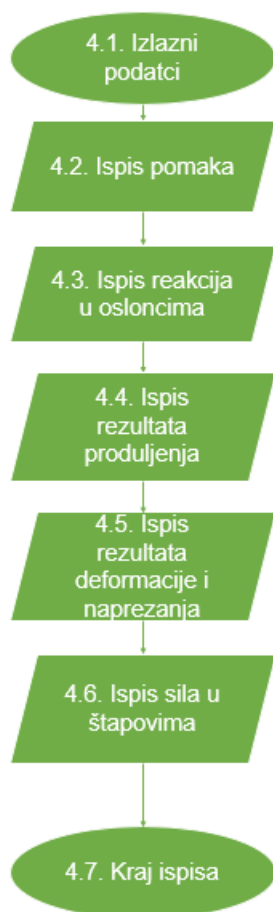 4.1. Izlazni
podatci
4.2. Ispis pomaka
4.3. Ispis reakcija
u osloncima
4.4. Ispis
rezultata
produljenja
4.5. Ispis
rezultata
deformacije i
naprezanja
4.6. Ispis sila u
štapovima
4.7. Kraj ispisa